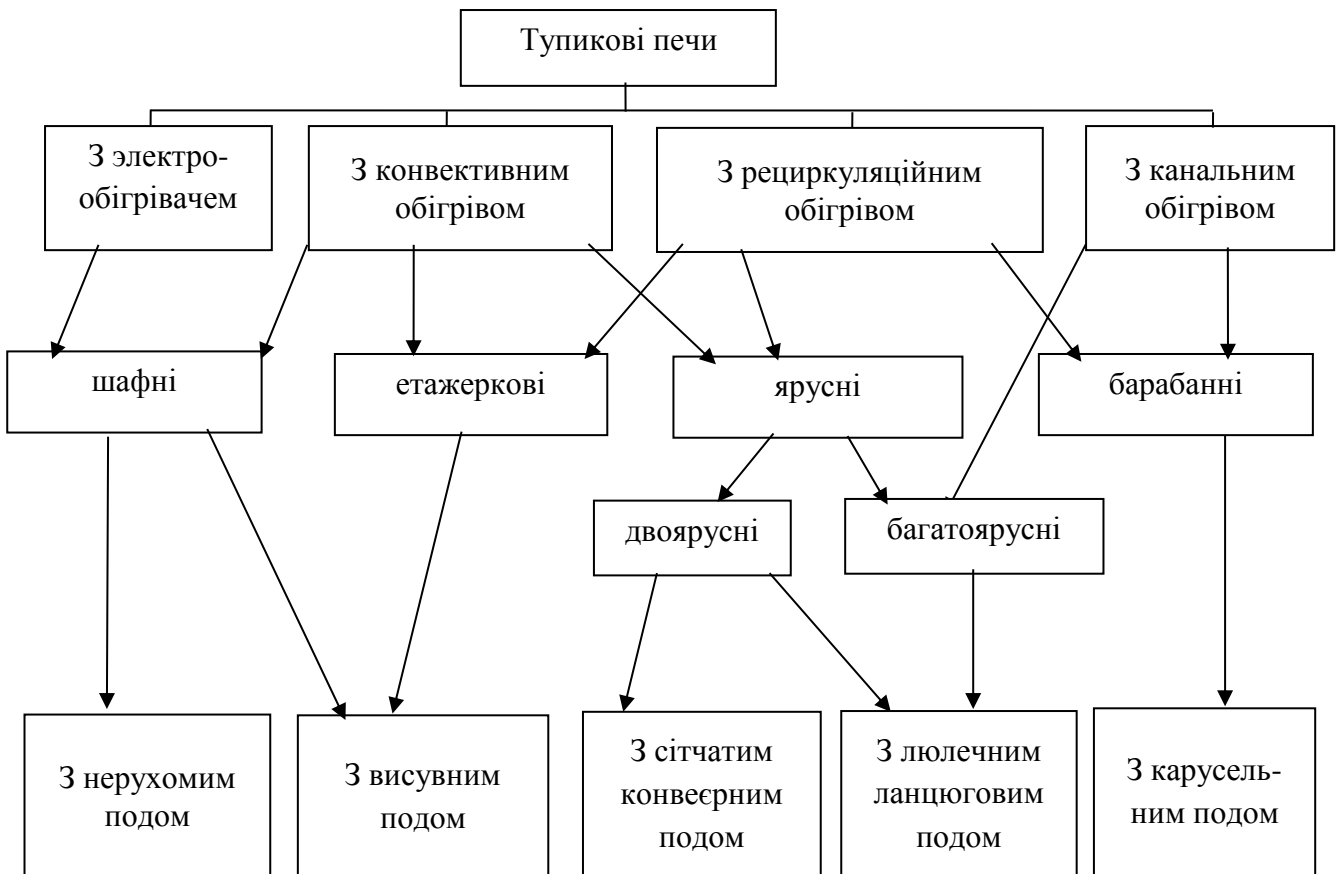 Тупикові печи
З электро-
обігрівачем
З конвективним
обігрівом
З рециркуляційним
обігрівом
З канальним
обігрівом
шафні
етажеркові
ярусні
барабанні
двоярусні
багатоярусні
З нерухомим
подом
З висувним
подом
З сітчатим
конвеєрним
подом
З люлечним
ланцюговим
подом
З карусель-
ним подом